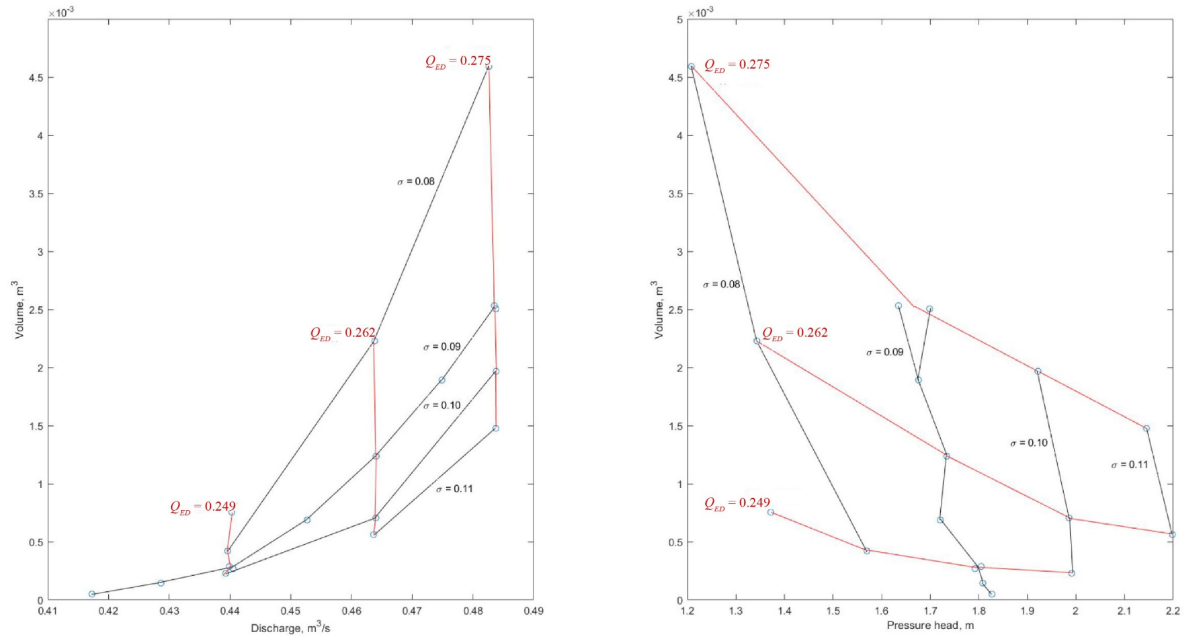 ×10⁻³
5
4.5
4
3.5
3
2.5
2
1.5
1
0.5
0
Volume, m³
Q_ED = 0.275
σ = 0.08
Q_ED = 0.262
σ = 0.09
σ = 0.10
Q_ED = 0.249
σ = 0.11
0.41 0.42 0.43 0.44 0.45 0.46 0.47 0.48 0.49
Discharge, m³/s
×10⁻³
5
4.5
4
3.5
3
2.5
2
1.5
1
0.5
0
Volume, m³
Q_ED = 0.275
σ = 0.08
Q_ED = 0.262
σ = 0.09
σ = 0.10
σ = 0.11
Q_ED = 0.249
1.2 1.3 1.4 1.5 1.6 1.7 1.8 1.9 2 2.1 2.2
Pressure head, m